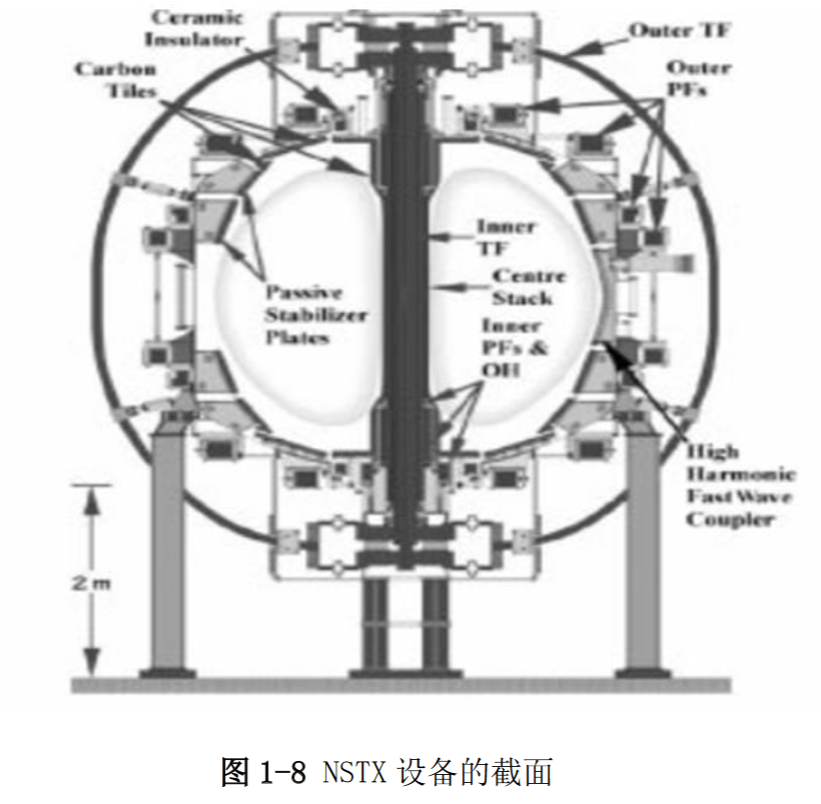 Ceramic
Insulator
Carbon
Tiles
Outer TF
Outer
PFs
Inner
TF
Centre
Stack
Passive
Stabilizer
Plates
Inner
PFs &
OH
High
Harmonic
Fast Wave
Coupler
2 m
图 1-8 NSTX 设备的截面